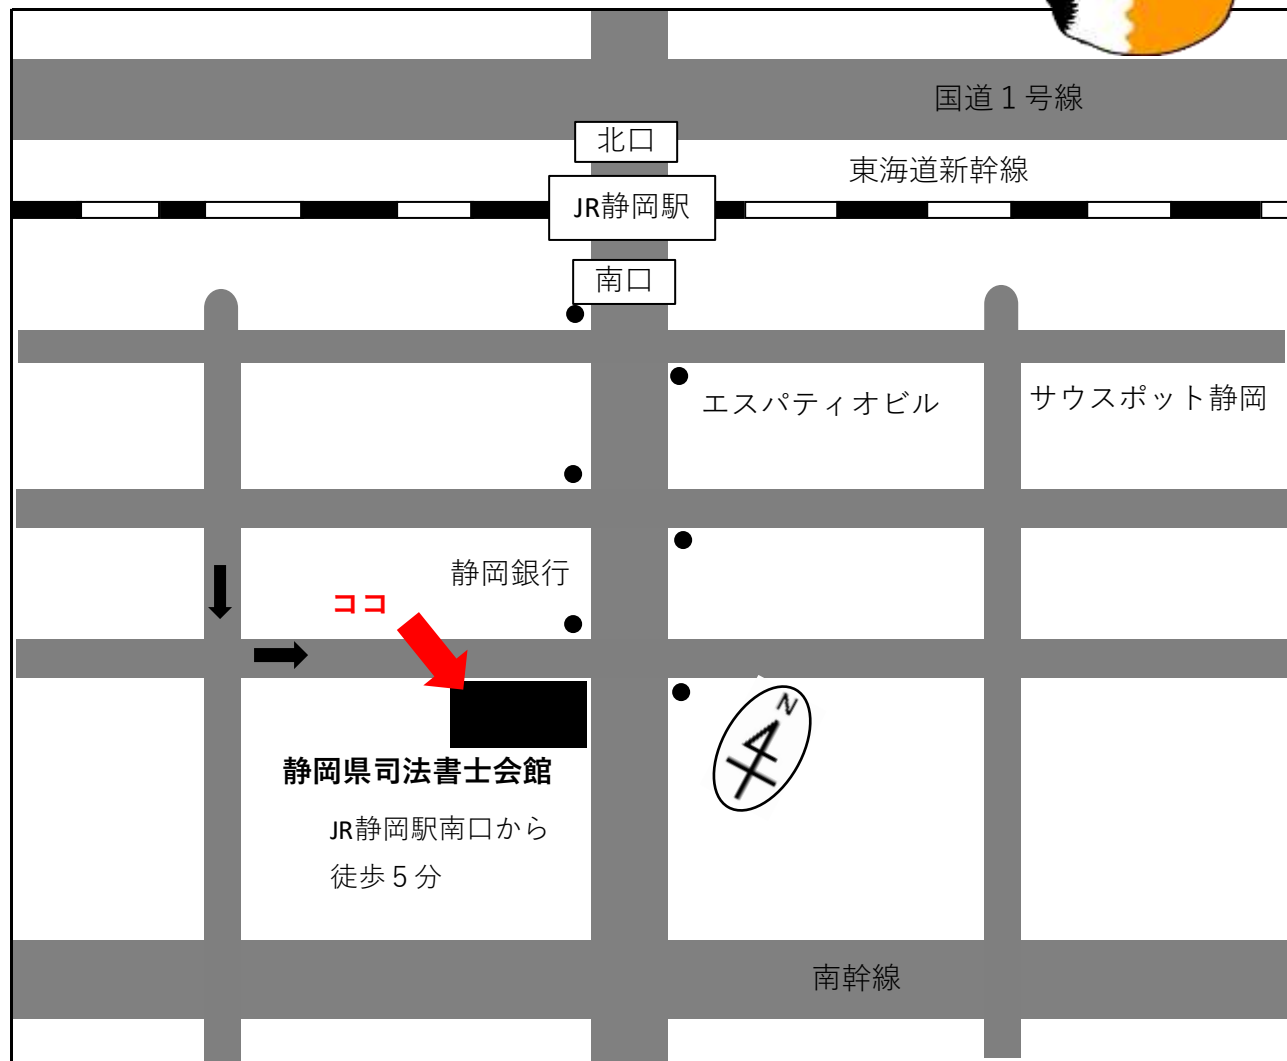 国道１号線
北口
東海道新幹線
JR静岡駅
南口
エスパティオビル
サウスポット静岡
静岡銀行
ココ
N
静岡県司法書士会館
JR静岡駅南口から
徒歩５分
南幹線